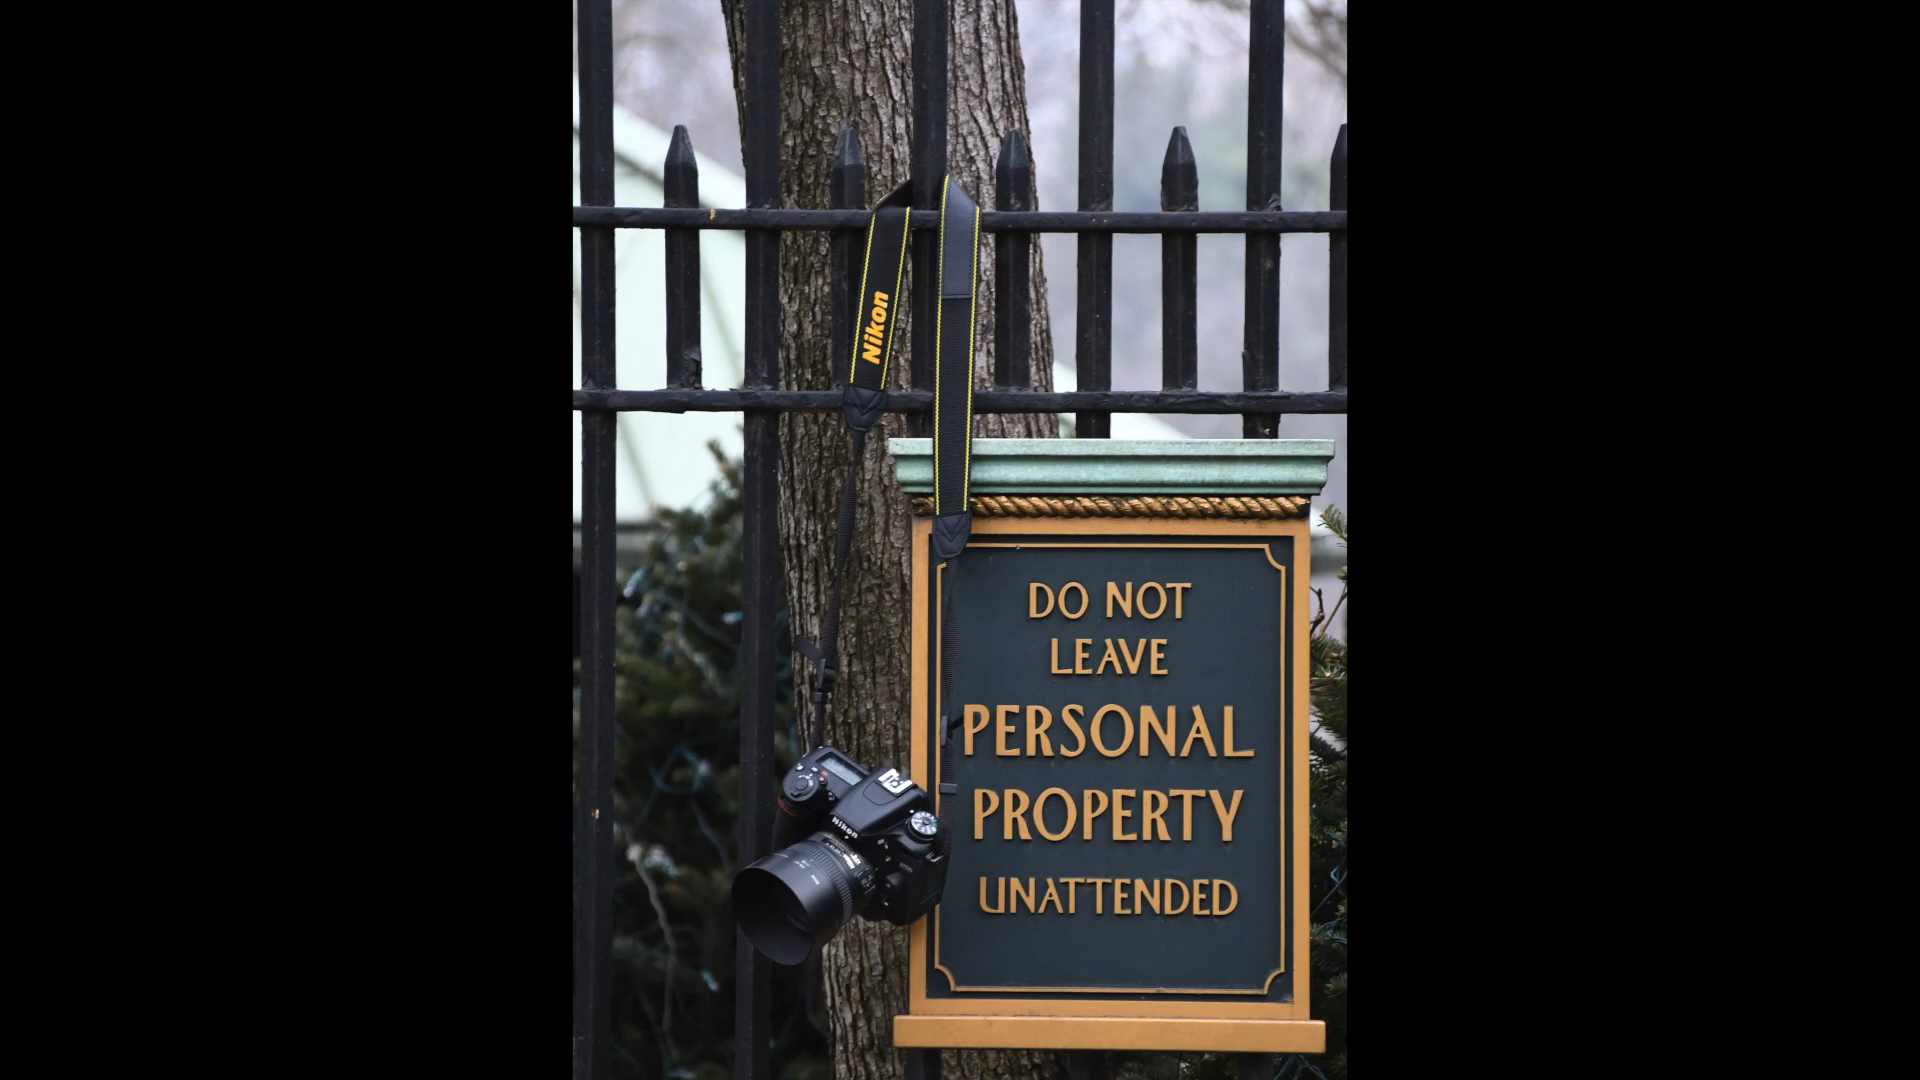 Nikon
DO NOT
LEAVE
PERSONAL
PROPERTY
UNATTENDED
Nikon